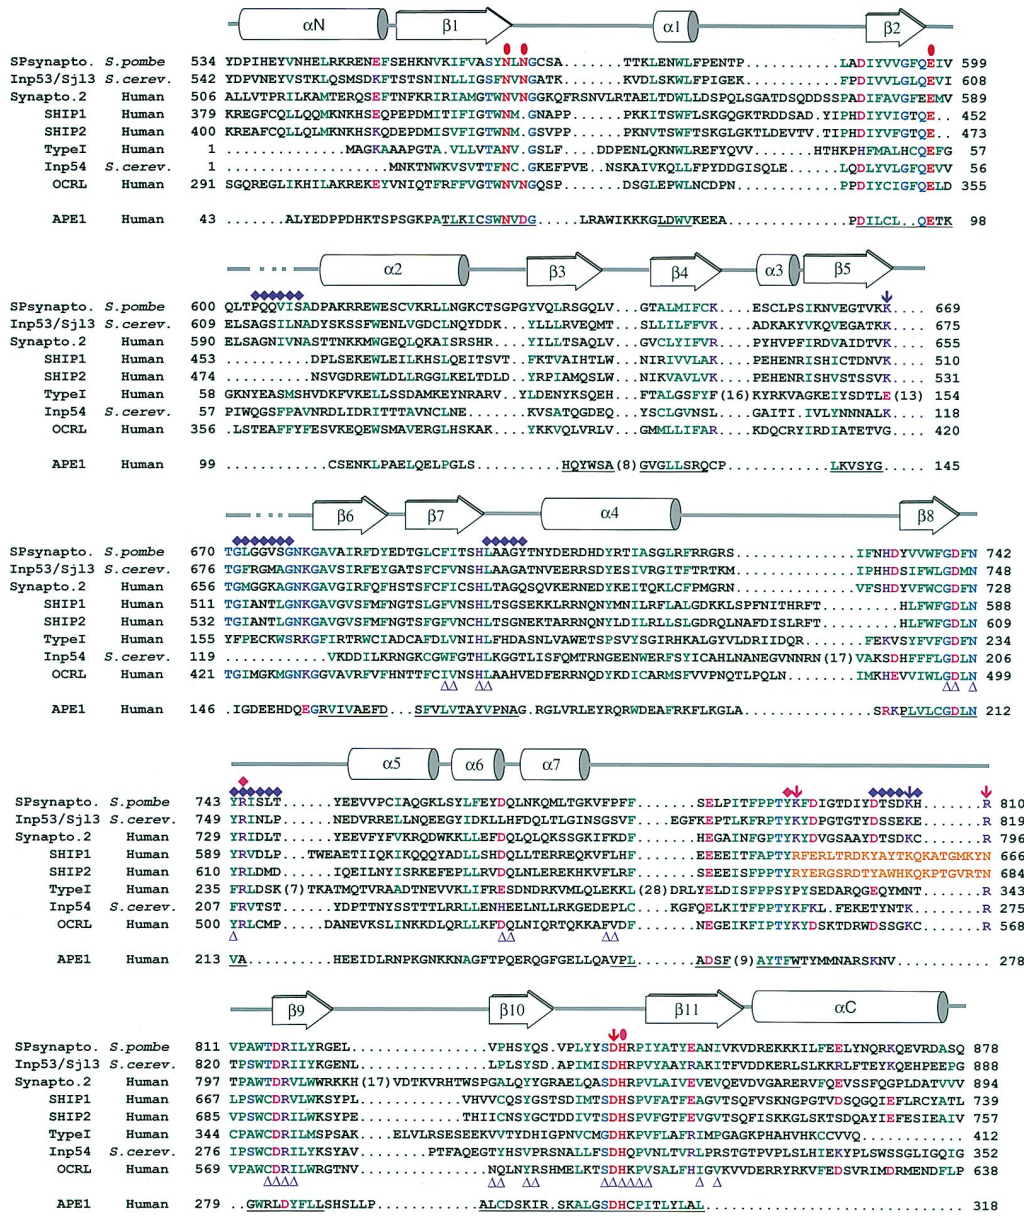 αN β1 α1 β2
SPsynapto. S.pombe 534 YDPIHEYVNHELRKRENEFSEHKNVKIFVASYNLNGCSA.......TTKLENWLFPENTP............LADIYVVGFQEIV 599
Inp53/Sjl3 S.cerev. 542 YDPVNEYVSTKLQSMSDKFTSTSNINLLIGSFNVNGATK.......KVDLSKWLFPIGEK............FKPDIVVLGLQEVI 608
Synapto.2 Human 506 ALLVTPRILKAMTERQSEFTNFKRIRIAMGTWNVNGGKQFRSNVLRTAELTDWLLDSPQLSGATDSQDDSSPADIFAVGFEEMV 589
SHIP1 Human 379 KREGFCQLLQQMKNKHSEQPEPDMITIFIGTWNM.GNAPP......PKKITSWFLSKGQGKTRDDSAD.YIPHDIYVIGTQE.. 452
SHIP2 Human 400 KREAFCQLLQLMKNKHSKQDEPDMISVFIGTWNM.GSVPP......PKNVTSWFTSKGLGKTLDEVTV.TIPHDIYVFGTQE.. 473
TypeI Human 1 .............MAGKAAAPGTA.VLLVTANV.GSLF......DDPENLQKNWLREFYQVV......HTHKPHFMALHCQEFG 57
Inp54 S.cerev. 1 ..................MNKTNWKVSVTTFNC.GKEFPVE..NSKAIVKQLLFPYDDGISQLE......LQDLYVLGFQEVV 56
OCRL Human 291 SGQREGLIKHILAKREKEYVNIQTFRFFVGTWNVNGQSP.......DSGLEPWLNCDPN.............PPDIYCIGFQELD 355
APE1 Human 43 .......ALYEDPPDHKTSPSGKPATLKICSWNVDG.....LRAWIKKKGLDWVKEEA...........LPDILCL..QETK 98
α2 β3 β4 α3 β5
SPsynapto. S.pombe 600 QLTPQQVISADPAKRREWESCVKRLLNGKCTSGPGYVQLRSGQLV...GTALMIFCK....ESCLPSIKNVEGTVKK.... 669
Inp53/Sjl3 S.cerev. 609 ELSAGSILNADYSKSSFWENLVGDCLNQYDDK...YLLLRVEQMT...SLLILFFVK....ADKAKYVKQVEGATKK.... 675
Synapto.2 Human 590 ELSAGNIVNASTTNKKMWGEQLQKAISRSHR....YILLTSAQLV...GVCLYIFVR....PYHVPFIRDVAIDTVK.... 655
SHIP1 Human 453 .........DPLSEKEWLEILKHSLQEITSVT..FKTVAIHTLW....NIRIVVLAK....PEHENRISHICTDNVK.... 510
SHIP2 Human 474 .........NSVGDREWLDLLRGGLKELTDLD..YRPIAMQSLW....NIKVAVLVK....PEHENRISHVSTSSVK.... 531
TypeI Human 58 GKNYEASMSHVDKFVKELLSSDAMKEYNRARV..YLDENYKSQEH..FTALGSFYF(16)KYRKVAGKEIYSDTLE(13) 154
Inp54 S.cerev. 57 PIWQGSFPAVNRDLIDRITTTAVNCLNE......KVSATQGDEQ...YSCLGVNSL....GAITI.IVLYNNNALK.... 118
OCRL Human 356 .LSTEAFFYFESVKEQEWSMAVERGLHSKAK...YKKVQLVRLV...GMMLLIFAR....KDQCRYIRDIATETVG.... 420
APE1 Human 99 ...........CSENKLPAELQELPGLS.........HQYWSA(8)GVGLLSRQCP...........LKVSYG.... 145
β6 β7 α4 β8
SPsynapto. S.pombe 670 TGLGGVSGNKGAVAIRFDYEDTGLCFITSHLAAGYTNYDERDHDYRTIASGLRFRRGRS..............IFNHDYVVWFGDFN 742
Inp53/Sjl3 S.cerev. 676 TGFRGMAGNKGAVSIRFEYGATSFCFVNSHLAAGATNVEERRSDYESIVRGITFTRTKM..............IPHHDSIFWLGDMN 748
Synapto.2 Human 656 TGMGGKAGNKGAVGIRFQFHSTSFCFICSHLTAGQSQVKERNEDYKEITQKLCFPMGRN..............VFSHDYVFWCGDFN 728
SHIP1 Human 511 TGIANTLGNKGAVGVSFMFNGTSLGFVNSHLTSGSEKKLRRNQNYMNILRFLALGDKKLSPFNITHRFT.........HLFWFGDLN 588
SHIP2 Human 532 TGIANTLGNKGAVGVSFMFNGTSFGFVNCHLTSGNEKTARRNQNYLDILRLLSLGDRQLNAFDISLRFT.........HLFWFGDLN 609
TypeI Human 155 YFPECKWSRKGFIRTRWCIADCAFDLVNIHLFHDASNLVAWETSPSVYSGIRHKALGYVLDRIIDQR.......FEKVSYFVFGDFN 234
Inp54 S.cerev. 119 ..........VKDDILKRNGKCGWFGTHLKGGTLISFQMTRNGEENWERFSYICAHLNANEGVNNRN(17)VAKSDHFFFLGDLN 206
OCRL Human 421 TGIMGKMGNKGGVAVRFVFHNTTFCIVNSHLAAHVEDFERRNQDYKDICARMSFVVPNQTLPQLN........IMKHEVVIWLGDLN 499
APE1 Human 146 .IGDEEHDQEGRVIVAEFD...SFVLVTAYVPNAG.RGLVRLEYRQRWDEAFRKFLKGLA..............SRKPLVLCGDLN 212
α5 α6 α7
SPsynapto. S.pombe 743 YRISLT.....YEEVVPCIAQGKLSYLFEYDQLNKQMLTGKVFPFF......SELPITFPPTYKFDIGTDIYDTSDKH......R 810
Inp53/Sjl3 S.cerev. 749 YRINLP.....NEDVRRELLNQEEGYIDKLLHFDQLTLGINSGSVF....EGFKEPTLKFRPTYKYDPGTGTYDSSEKE......R 819
Synapto.2 Human 729 YRIDLT.....YEEVFYFVKRQDWKKLLEFDQLQLQKSSGKIFKDF......HEGAINFGPTYKYDVGSAAYDTSDKC......R 796
SHIP1 Human 589 YRVDLP..TWEAETIIQKIKQQQYADLLSHDQLLTERREQKVFLHF......EEEEITFAPTYRFERLTRDKYAYTKQKATGMKYN 666
SHIP2 Human 610 YRLDMD.....IQEILNYISRKEFEPLLRVDQLNLEREKHKVFLRF......SEEEISFPPTYRYERGSRDTYAWHKQKPTGVRTN 684
TypeI Human 235 FRLDSK(7)TKATMQTVRAADTNEVVKLIFRESDNDRKVMLQLEKKL(28)DRLYELDISFPPSYPYSEDARQGEQYMNT......R 343
Inp54 S.cerev. 207 FRVTST.....YDPTTNYSSTTTLRRLLENHEELNLLRKGEDEPLC....KGFQELKITFPPTYKFKL.FEKETYNTK......R 275
OCRL Human 500 YRLCMP.....DANEVKSLINKKDLQRLLKFDQLNIQRTQKKAFVDF......NEGEIKFIPTYKYDSKTDRWDSSGKC......R 568
APE1 Human 213 VA.........HEEIDLRNPKGNKKNAGFTPQERQGFGELLQAVPL......ADSF(9)AYTFWTYMMNARSKNV........ 278
β9 β10 β11 αC
SPsynapto. S.pombe 811 VPAWTDRILYRGEL...............VPHSYQS.VPLYYSDHRPIYATYEANIVKVDREKKKILFEELYNQRKQEVRDASQ 878
Inp53/Sjl3 S.cerev. 820 TPSWTDRIIYKGENL..............LPLSYSD.APIMISDHRPVYAAYRAKITFVDDKERLSLKKRLFTEYKQEHPEEPG 888
Synapto.2 Human 797 TPAWTDRVLWWRKKH(17)VDTKVRHTWSPGALQYYGRAELQASDHRPVLAIVEVEVQEVDVGARERVFQEVSSFQGPLDATVVV 894
SHIP1 Human 667 LPSWCDRVLWKSYPL............VHVVCQSYGSTSDIMTSDHSPVFATFEAGVTSQFVSKNGPGTVDSQGQIEFLRCYATL 739
SHIP2 Human 685 VPSWCDRILWKSYPE............THIICNSYGCTDDIVTSDHSPVFGTFEVGVTSQFISKKGLSKTSDQAYIEFESIEAIV 757
TypeI Human 344 CPAWCDRILMSPSAK....ELVLRSESEEKVVTYDHIGPNVCMGDHKPVFLAFRIMPGAGKPHAHVHKCCVVQ........... 412
Inp54 S.cerev. 276 IPSWCDRILYKSYAV.......PTFAQEGTYHSVPRSNALLFSDHDPVNLTVRLPRSTGTPVPLSLHIEKYPLSWSSGLIGQIG 352
OCRL Human 569 VPAWCDRILWRGTNV...............NQLNYRSHMELKTSDHKPVSALFHIGVKVVDERRYRKVFEDSVRIMDRMENDFLP 638
APE1 Human 279 ..GWRLDYFLLSHSLLP............ALCDSKIR.SKALGSDHCPITLYLAL 318